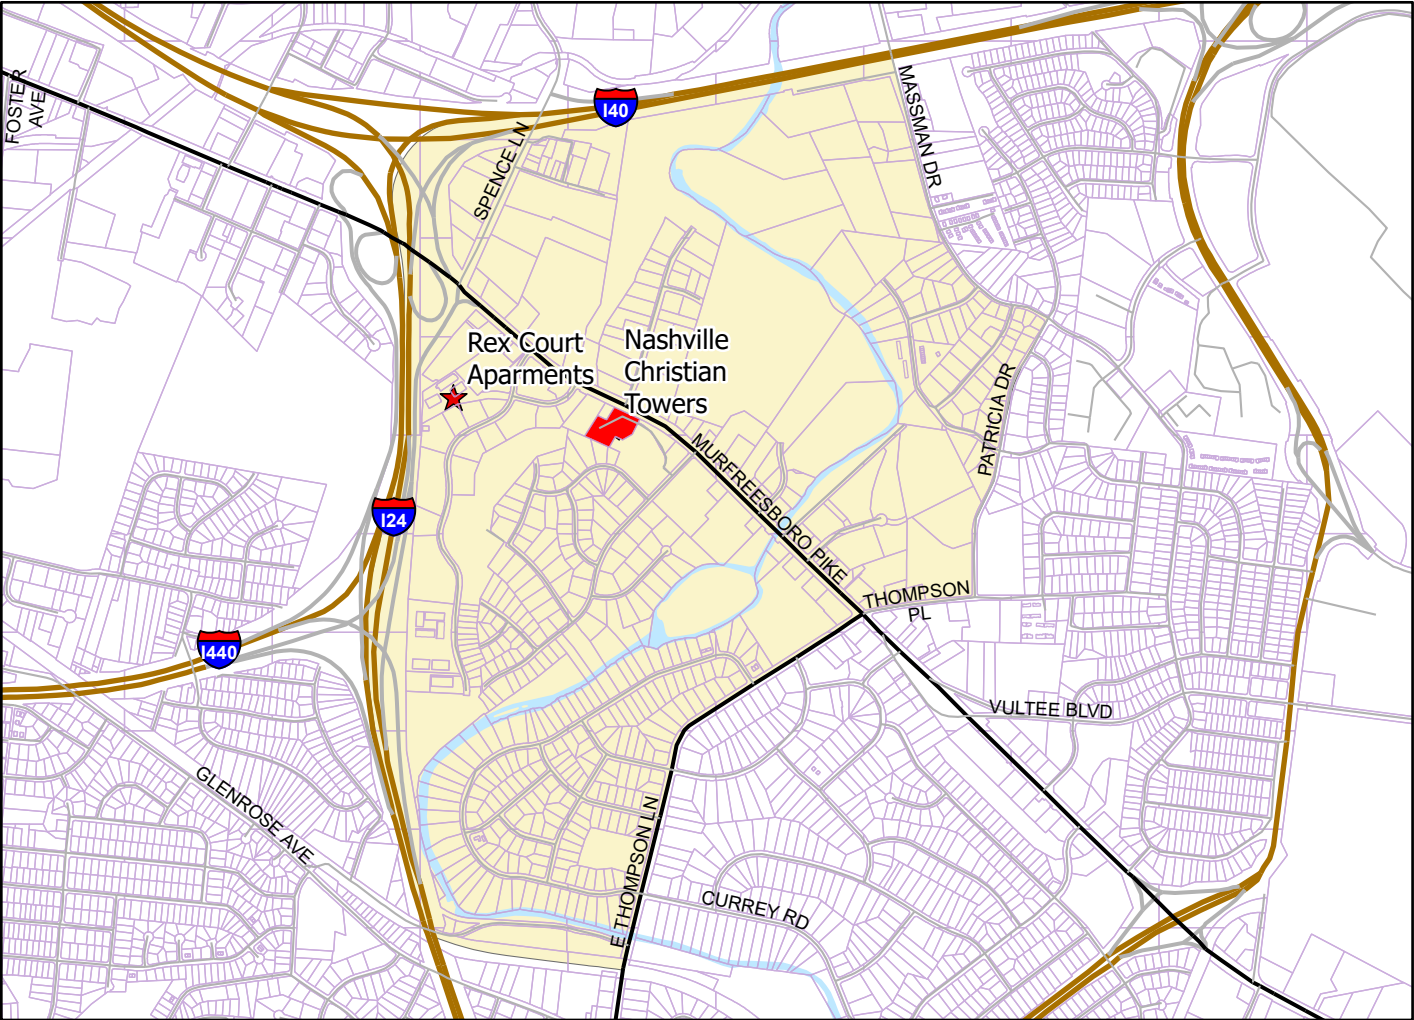 FOSTER
AVE
I40
MASSMAN DR
SPENCE LN
Rex Court
Aparments
Nashville
Christian
Towers
PATRICIA DR
MURFREESBORO PIKE
I24
THOMPSON
PL
I440
VULTEE BLVD
GLENROSE AVE
E THOMPSON LN
CURREY RD